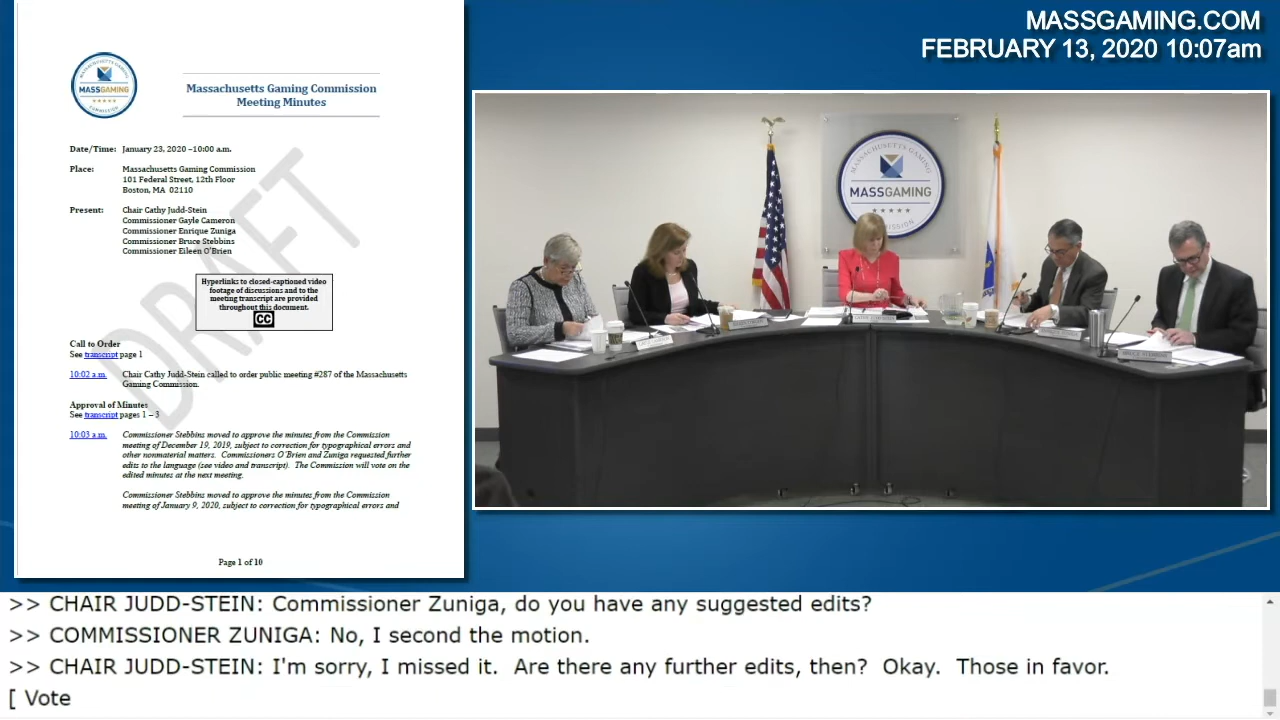 MASSGAMING.COM
FEBRUARY 13, 2020 10:07am
MASSGAMING
Massachusetts Gaming Commission
Meeting Minutes
Date/Time: January 23, 2020 –10:00 a.m.
Place: Massachusetts Gaming Commission
101 Federal Street, 12th Floor
Boston, MA 02110
Present: Chair Cathy Judd-Stein
Commissioner Gayle Cameron
Commissioner Enrique Zuniga
Commissioner Bruce Stebbins
Commissioner Eileen O'Brien
DRAFT
Hyperlinks to closed-captioned video
footage of discussions and to the
meeting transcript are provided
throughout this document.
CC
Call to Order
See transcript page 1
10:02 a.m. Chair Cathy Judd-Stein called to order public meeting #287 of the Massachusetts
Gaming Commission.
Approval of Minutes
See transcript pages 1 – 3
10:03 a.m. Commissioner Stebbins moved to approve the minutes from the Commission
meeting of December 19, 2019, subject to correction for typographical errors and
other nonmaterial matters. Commissioners O'Brien and Zuniga requested further
edits to the language (see video and transcript). The Commission will vote on the
edited minutes at the next meeting.
Commissioner Stebbins moved to approve the minutes from the Commission
meeting of January 9, 2020, subject to correction for typographical errors and
Page 1 of 10
MASSACHUSETTS GAMING
MASSGAMING
COMMISSION
>> CHAIR JUDD-STEIN: Commissioner Zuniga, do you have any suggested edits?
>> COMMISSIONER ZUNIGA: No, I second the motion.
>> CHAIR JUDD-STEIN: I'm sorry, I missed it. Are there any further edits, then? Okay. Those in favor.
[ Vote